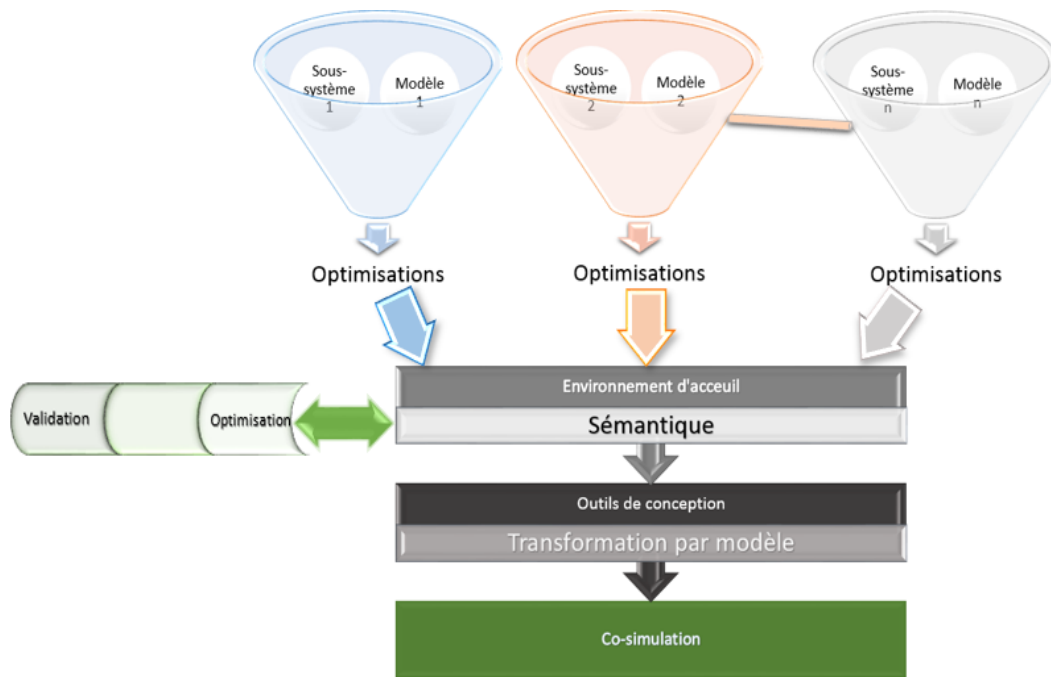 Sous-
système
1
Modèle
1
Sous-
système
2
Modèle
2
Sous-
système
n
Modèle
n
Optimisations
Optimisations
Optimisations
Environnement d'acceuil
Sémantique
Validation
Optimisation
Outils de conception
Transformation par modèle
Co-simulation